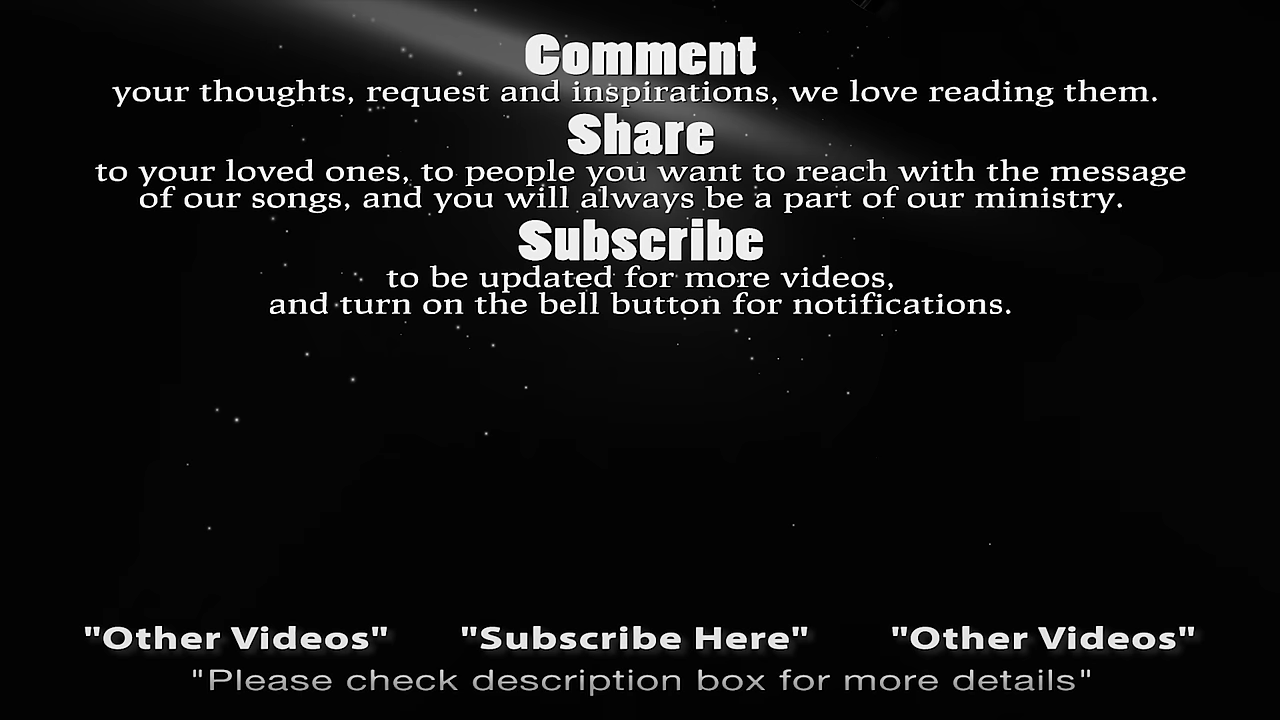 Comment
your thoughts, request and inspirations, we love reading them.
Share
to your loved ones, to people you want to reach with the message
of our songs, and you will always be a part of our ministry.
Subscribe
to be updated for more videos,
and turn on the bell button for notifications.
"Other Videos" "Subscribe Here" "Other Videos"
"Please check description box for more details"